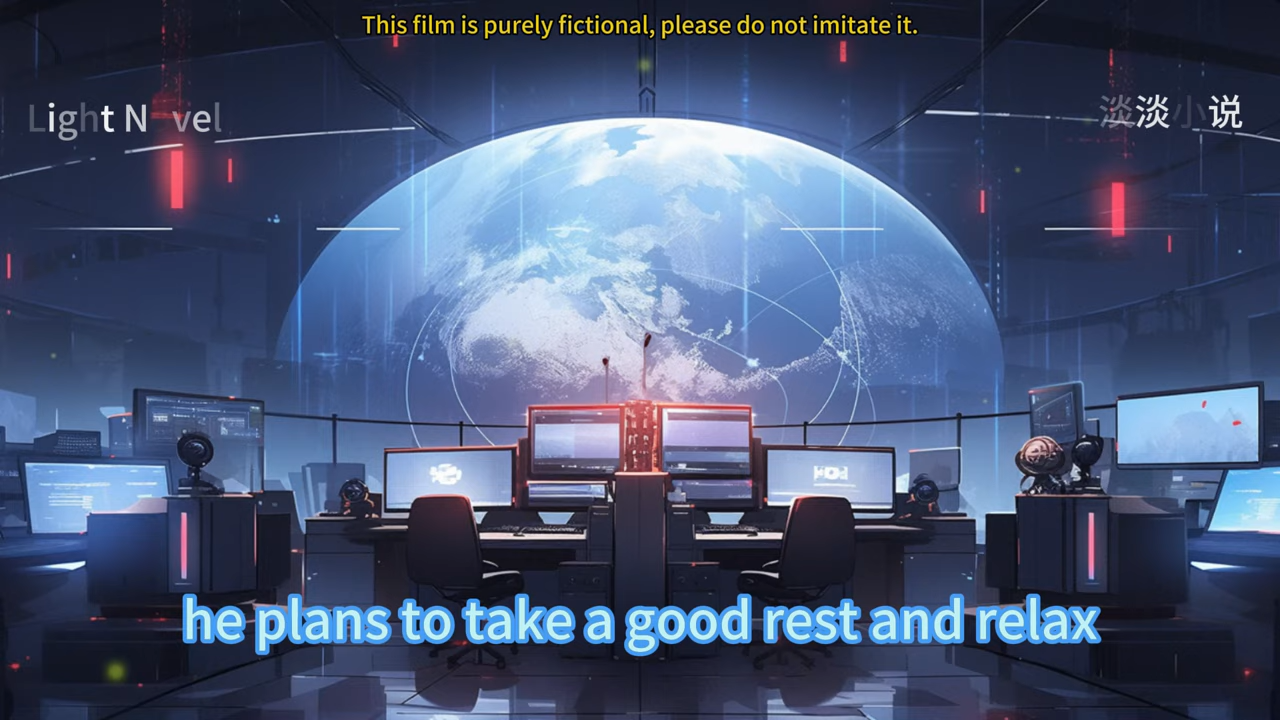 This film is purely fictional, please do not imitate it.
Light N vel
淡淡小说
he plans to take a good rest and relax